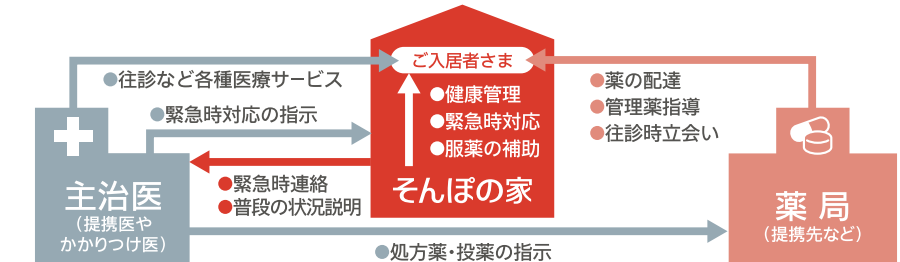 ご入居者さま
●往診など各種医療サービス
●緊急時対応の指示
●健康管理
●緊急時対応
●服薬の補助
そんぽの家
●薬の配達
●管理薬指導
●往診時立会い
主治医
（提携医や
かかりつけ医）
●緊急時連絡
●普段の状況説明
薬 局
（提携先など）
●処方薬・投薬の指示